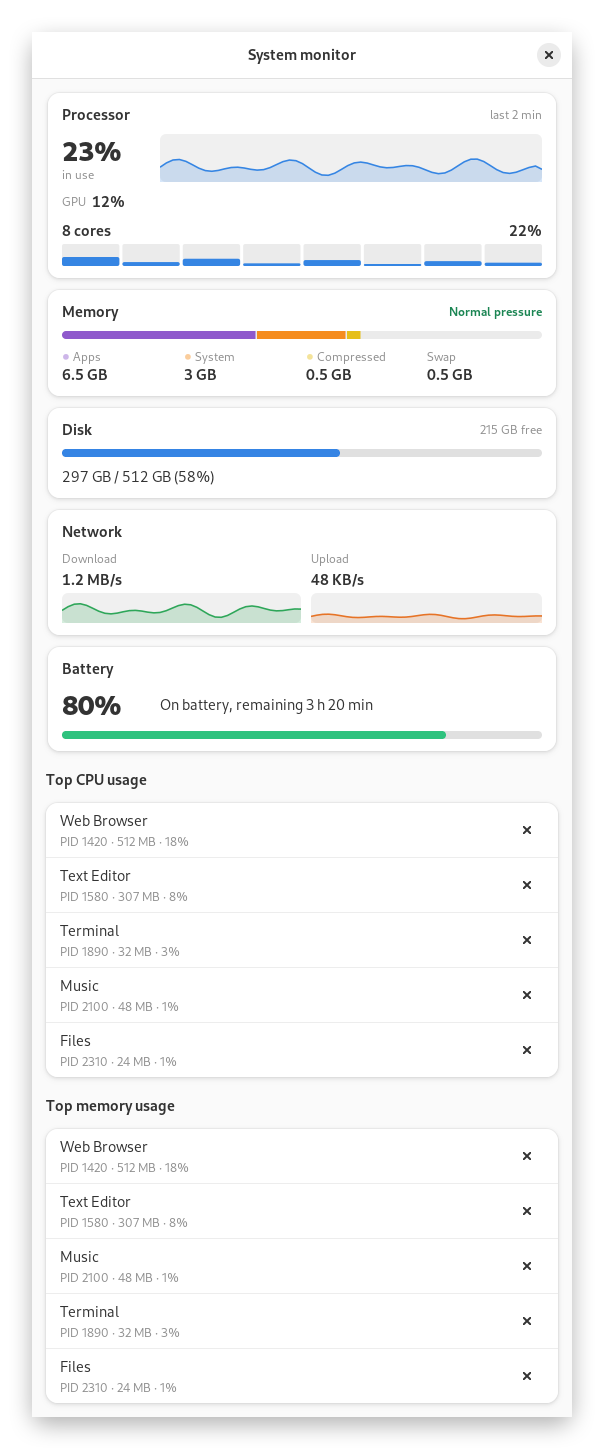 System monitor
Processor
last 2 min
23%
in use
GPU 12%
8 cores
22%
Memory
Normal pressure
Apps
System
Compressed
Swap
6.5 GB
3 GB
0.5 GB
0.5 GB
Disk
215 GB free
297 GB / 512 GB (58%)
Network
Download
Upload
1.2 MB/s
48 KB/s
Battery
80%
On battery, remaining 3 h 20 min
Top CPU usage
Web Browser
PID 1420 · 512 MB · 18%
Text Editor
PID 1580 · 307 MB · 8%
Terminal
PID 1890 · 32 MB · 3%
Music
PID 2100 · 48 MB · 1%
Files
PID 2310 · 24 MB · 1%
Top memory usage
Web Browser
PID 1420 · 512 MB · 18%
Text Editor
PID 1580 · 307 MB · 8%
Music
PID 2100 · 48 MB · 1%
Terminal
PID 1890 · 32 MB · 3%
Files
PID 2310 · 24 MB · 1%